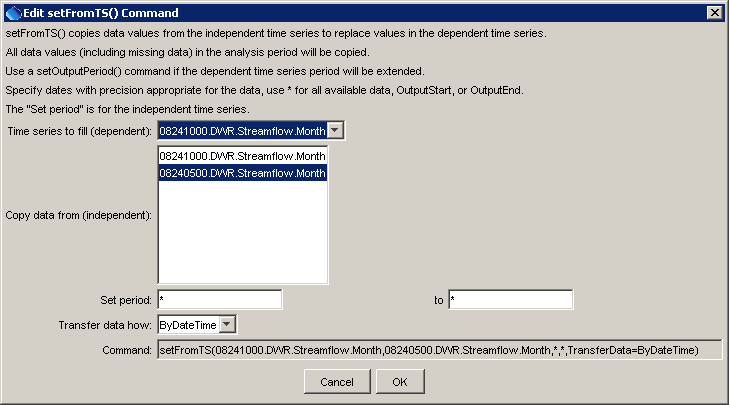 Edit setFromTS() Command
setFromTS() copies data values from the independent time series to replace values in the dependent time series.
All data values (including missing data) in the analysis period will be copied.
Use a setOutputPeriod() command if the dependent time series period will be extended.
Specify dates with precision appropriate for the data, use * for all available data, OutputStart, or OutputEnd.
The "Set period" is for the independent time series.
Time series to fill (dependent): 08241000.DWR.Streamflow.Month
08241000.DWR.Streamflow.Month
08240500.DWR.Streamflow.Month
Copy data from (independent):
Set period: * to *
Transfer data how: ByDateTime
Command: setFromTS(08241000.DWR.Streamflow.Month,08240500.DWR.Streamflow.Month,*,*,TransferData=ByDateTime)
Cancel OK